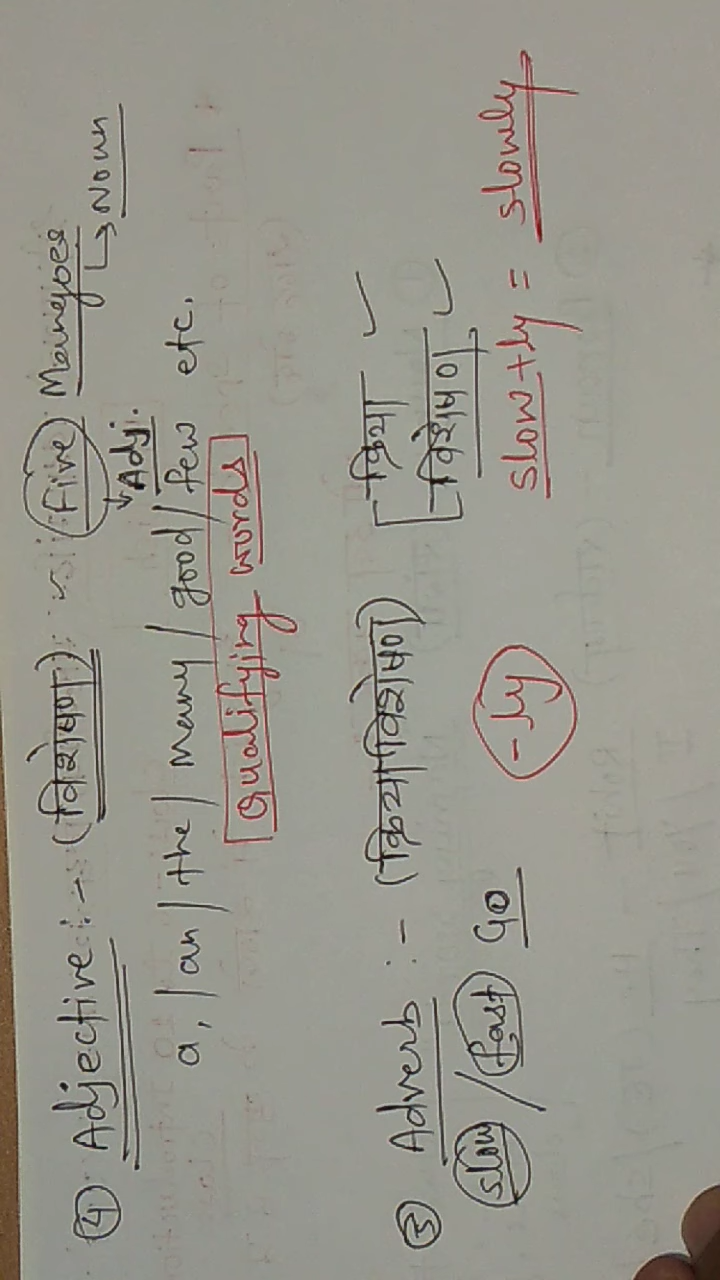 ④ Adjective :- (विशेषण) : Five Mangoes
↓ Adj. ↳ Noun
a, /an/ the/ many/ good/ few etc.
Qualifying words
⑤ Adverb :- (क्रियाविशेषण) [ क्रिया ✓
विशेषण ✓
slow / fast Go -ly slow + ly = slowly